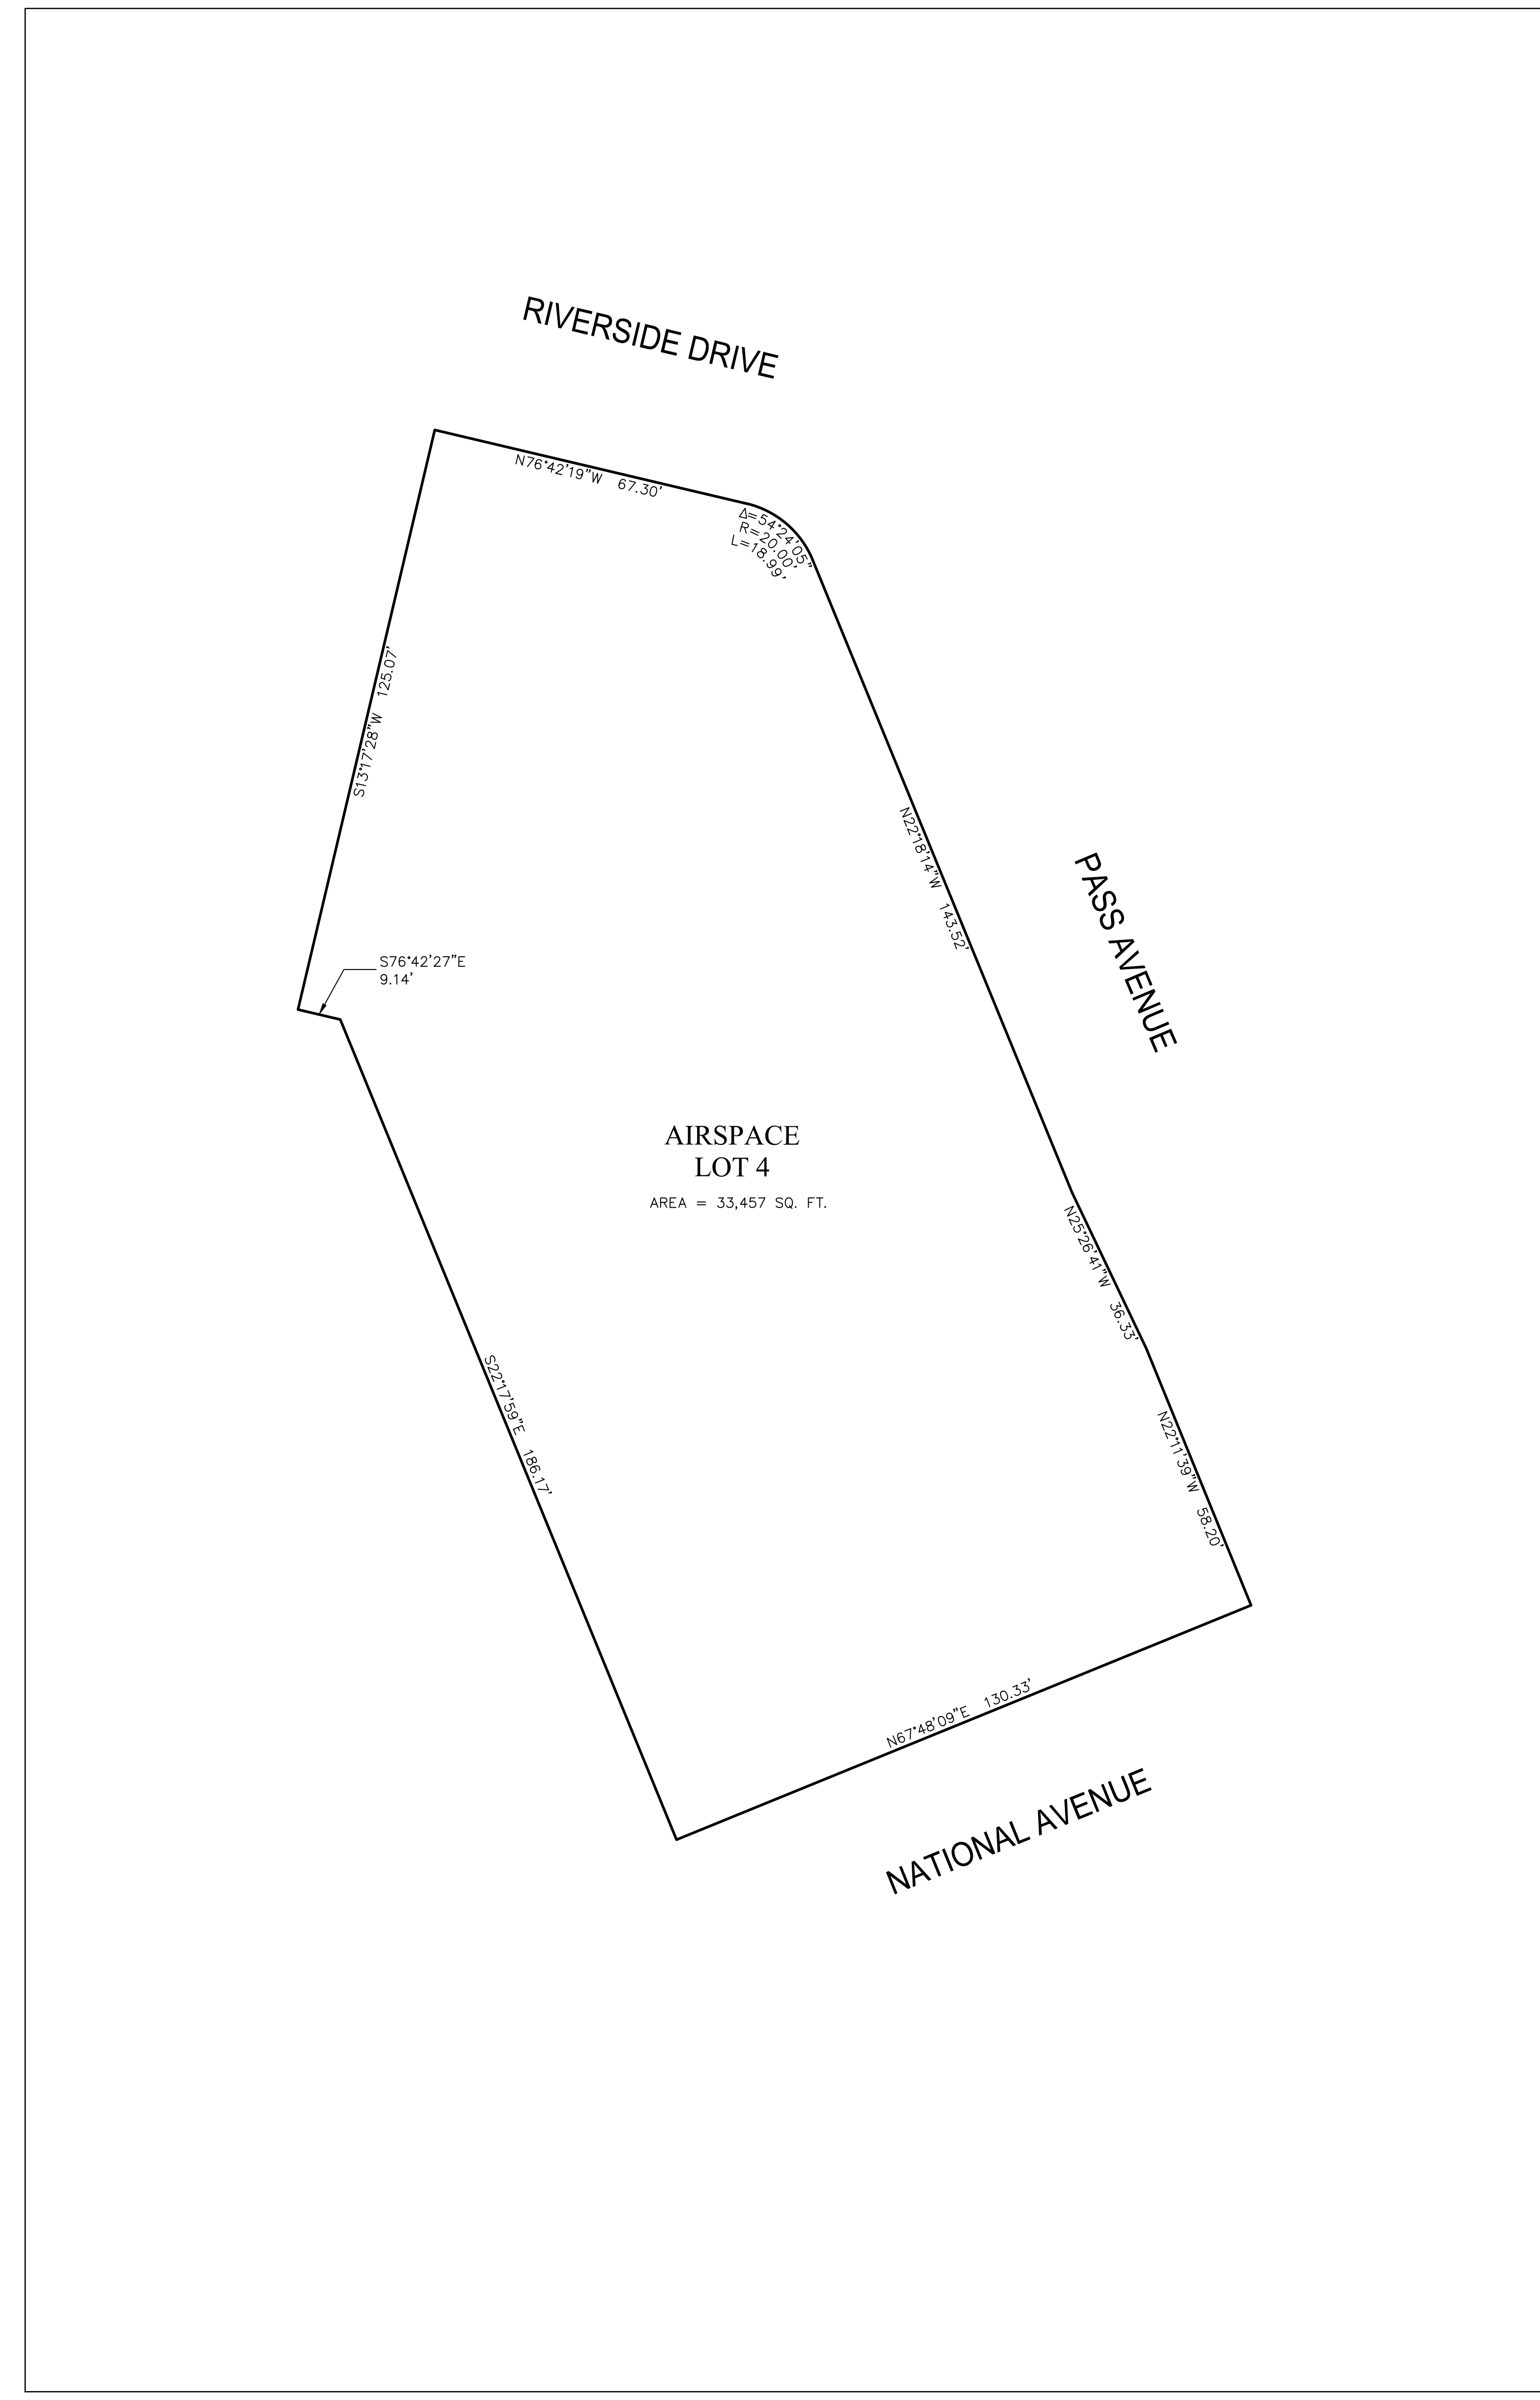 RIVERSIDE DRIVE
N76°42'19"W 67.30'
Δ=54°24'05"
R=20.00'
L=18.99'
S13°17'28"W 125.07'
N22°18'14"W 143.52'
PASS AVENUE
S76°42'27"E
9.14'
AIRSPACE
LOT 4
AREA = 33,457 SQ. FT.
N25°26'41"W 36.33'
S22°17'59"E 186.17'
N22°11'39"W 58.20'
N67°48'09"E 130.33'
NATIONAL AVENUE